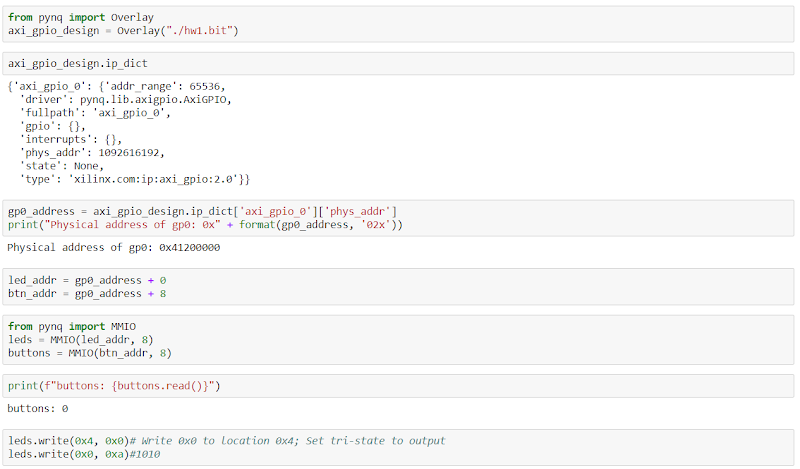 from pynq import Overlay
axi_gpio_design = Overlay("./hw1.bit")
axi_gpio_design.ip_dict
{'axi_gpio_0': {'addr_range': 65536,
'driver': pynq.lib.axigpio.AxiGPIO,
'fullpath': 'axi_gpio_0',
'gpio': {},
'interrupts': {},
'phys_addr': 1092616192,
'state': None,
'type': 'xilinx.com:ip:axi_gpio:2.0'}}
gp0_address = axi_gpio_design.ip_dict['axi_gpio_0']['phys_addr']
print("Physical address of gp0: 0x" + format(gp0_address, '02x'))
Physical address of gp0: 0x41200000
led_addr = gp0_address + 0
btn_addr = gp0_address + 8
from pynq import MMIO
leds = MMIO(led_addr, 8)
buttons = MMIO(btn_addr, 8)
print(f"buttons: {buttons.read()}")
buttons: 0
leds.write(0x4, 0x0)# Write 0x0 to location 0x4; Set tri-state to output
leds.write(0x0, 0xa)#1010